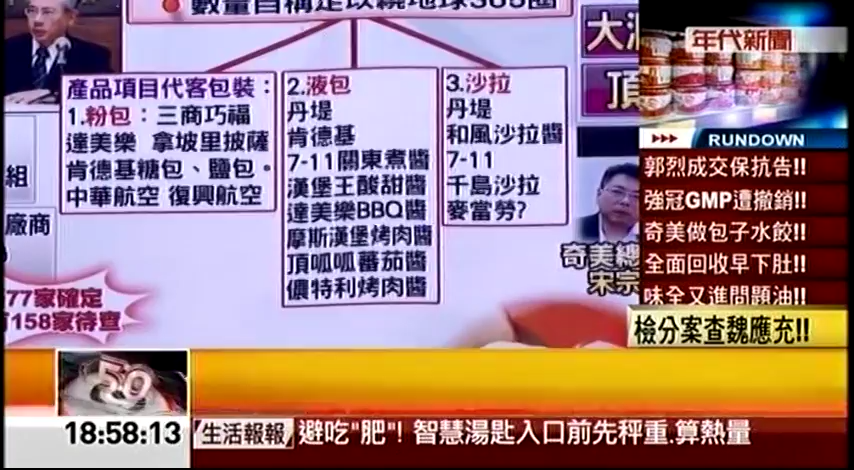 數量自稱足以繞地球365圈
產品項目代客包裝：
1.粉包：三商巧福
達美樂 拿坡里披薩
肯德基糖包、鹽包。
中華航空 復興航空
2.液包
丹堤
肯德基
7-11關東煮醬
漢堡王酸甜醬
達美樂BBQ醬
摩斯漢堡烤肉醬
頂呱呱蕃茄醬
儂特利烤肉醬
3.沙拉
丹堤
和風沙拉醬
7-11
千島沙拉
麥當勞?
大
頂
組
廠商
77家確定
158家待查
奇美總
宋宗
年代新聞
RUNDOWN
郭烈成交保抗告!!
強冠GMP遭撤銷!!
奇美做包子水餃!!
全面回收早下肚!!
味全又進問題油!!
檢分案查魏應充!!
50
18:58:13
生活報報
避吃"肥"! 智慧湯匙入口前先秤重.算熱量